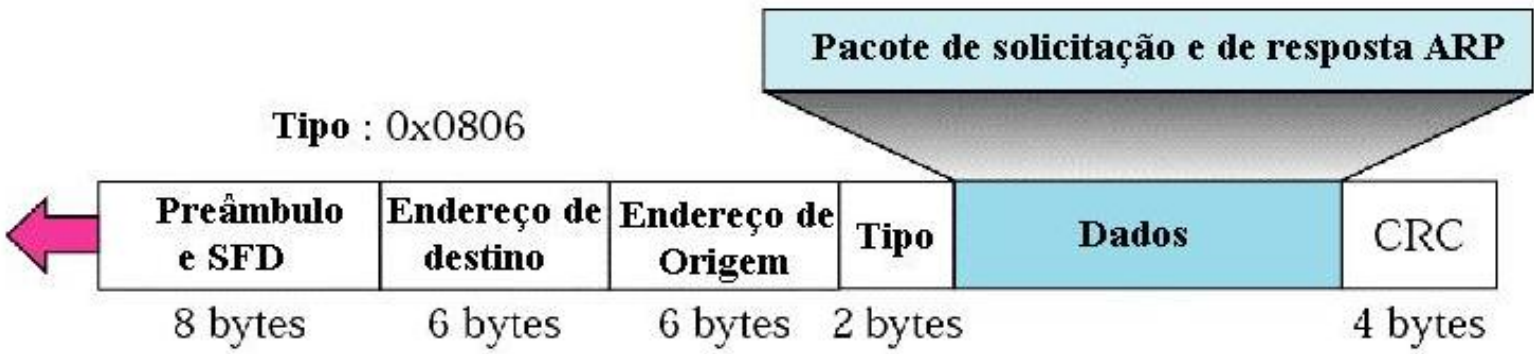 Pacote de solicitação e de resposta ARP
Tipo : 0x0806
Preâmbulo
e SFD
Endereço de
destino
Endereço de
Origem
Tipo
Dados
CRC
8 bytes
6 bytes
6 bytes
2 bytes
4 bytes